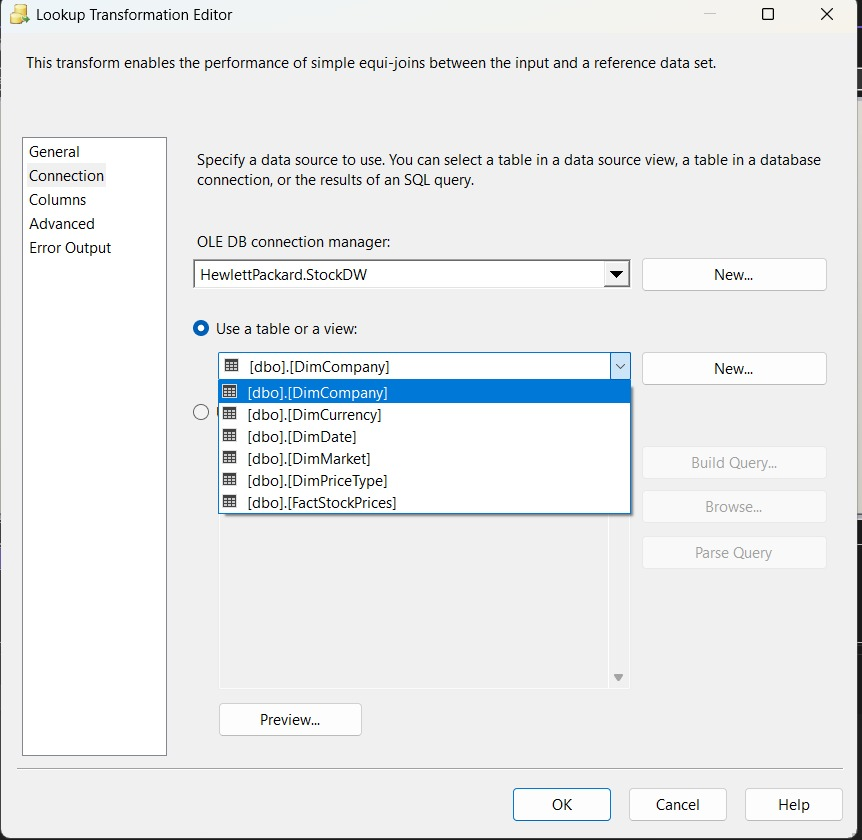 Lookup Transformation Editor
This transform enables the performance of simple equi-joins between the input and a reference data set.
General
Connection
Columns
Advanced
Error Output
Specify a data source to use. You can select a table in a data source view, a table in a database
connection, or the results of an SQL query.
OLE DB connection manager:
HewlettPackard.StockDW
New...
Use a table or a view:
[dbo].[DimCompany]
New...
[dbo].[DimCompany]
[dbo].[DimCurrency]
[dbo].[DimDate]
[dbo].[DimMarket]
[dbo].[DimPriceType]
[dbo].[FactStockPrices]
Build Query...
Browse...
Parse Query
Preview...
OK
Cancel
Help